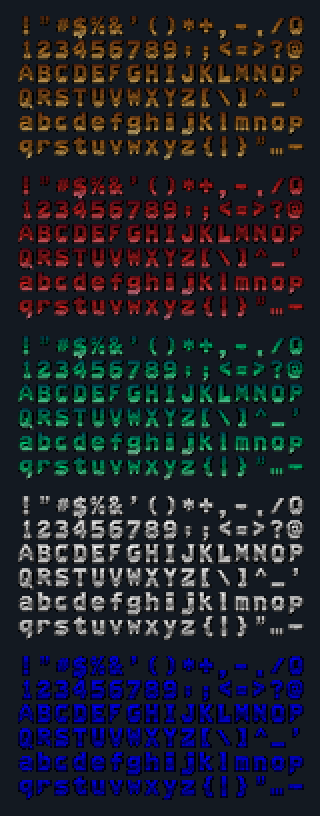 !"#$%&'()*+,-./0
123456789:;<=>?@
ABCDEFGHIJKLMNOP
QRSTUVWXYZ[\]^_'
abcdefghijklmnop
qrstuvwxyz{|}"…-
!"#$%&'()*+,-./0
123456789:;<=>?@
ABCDEFGHIJKLMNOP
QRSTUVWXYZ[\]^_'
abcdefghijklmnop
qrstuvwxyz{|}"…-
!"#$%&'()*+,-./0
123456789:;<=>?@
ABCDEFGHIJKLMNOP
QRSTUVWXYZ[\]^_'
abcdefghijklmnop
qrstuvwxyz{|}"…-
!"#$%&'()*+,-./0
123456789:;<=>?@
ABCDEFGHIJKLMNOP
QRSTUVWXYZ[\]^_'
abcdefghijklmnop
qrstuvwxyz{|}"…-
!"#$%&'()*+,-./0
123456789:;<=>?@
ABCDEFGHIJKLMNOP
QRSTUVWXYZ[\]^_'
abcdefghijklmnop
qrstuvwxyz{|}"…-